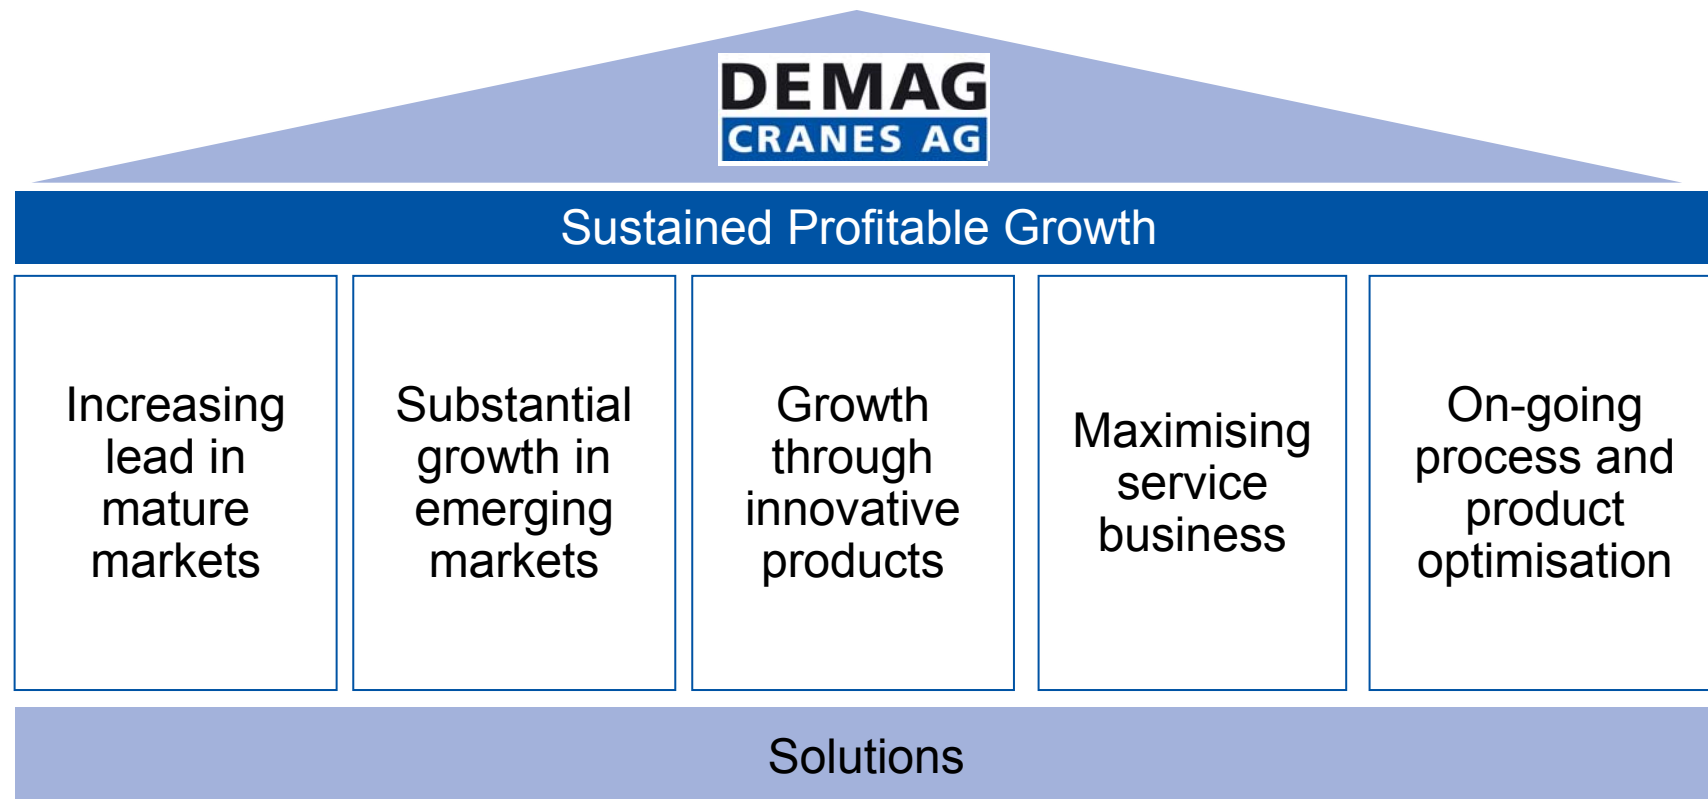 DEMAG
CRANES AG
Sustained Profitable Growth
Increasing
lead in
mature
markets
Substantial
growth in
emerging
markets
Growth
through
innovative
products
Maximising
service
business
On-going
process and
product
optimisation
Solutions